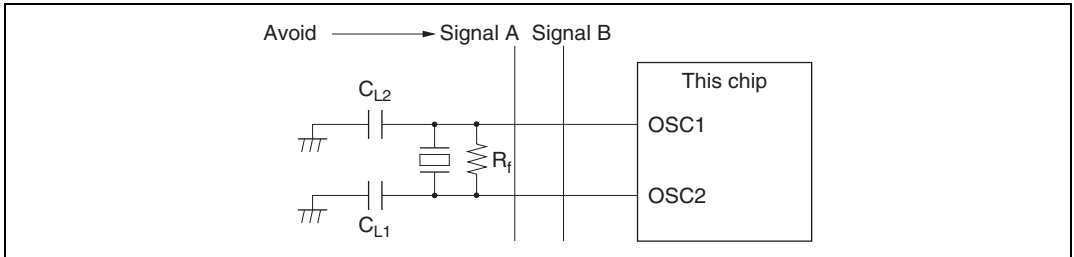 Avoid Signal A Signal B
This chip
C_L2
OSC1
R_f
OSC2
C_L1